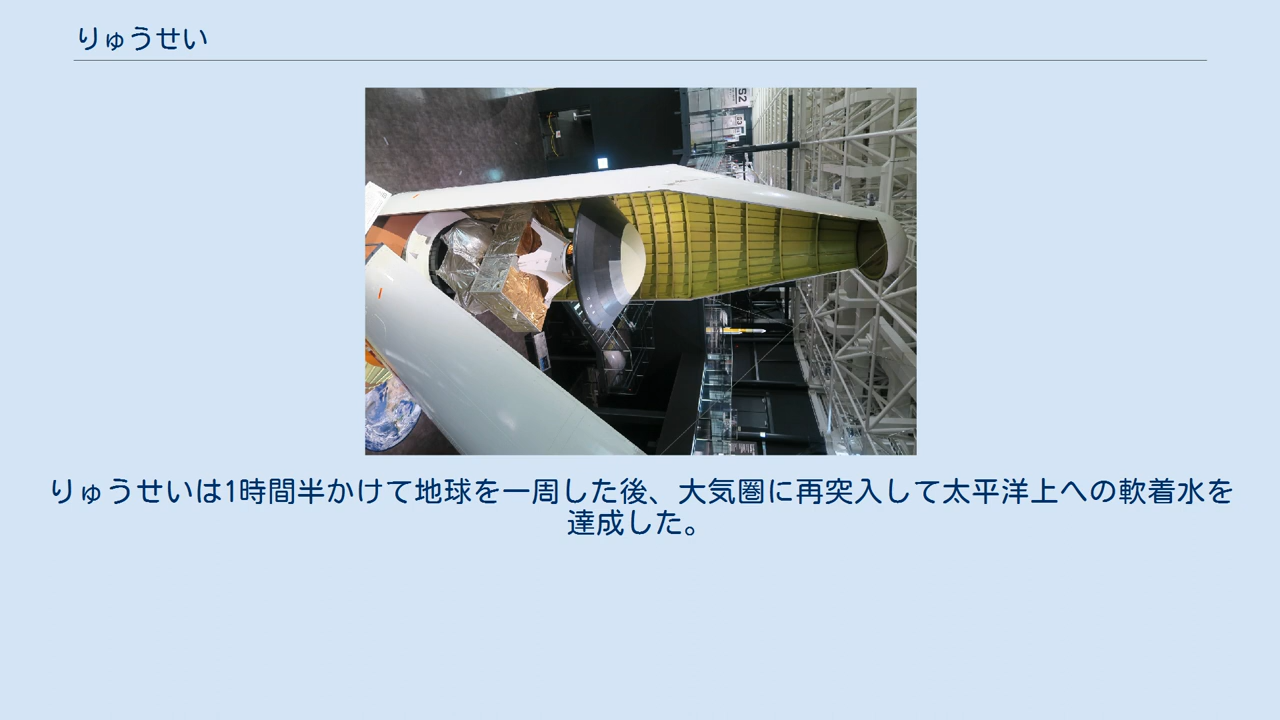 りゅうせい
りゅうせいは1時間半かけて地球を一周した後、大気圏に再突入して太平洋上への軟着水を
達成した。